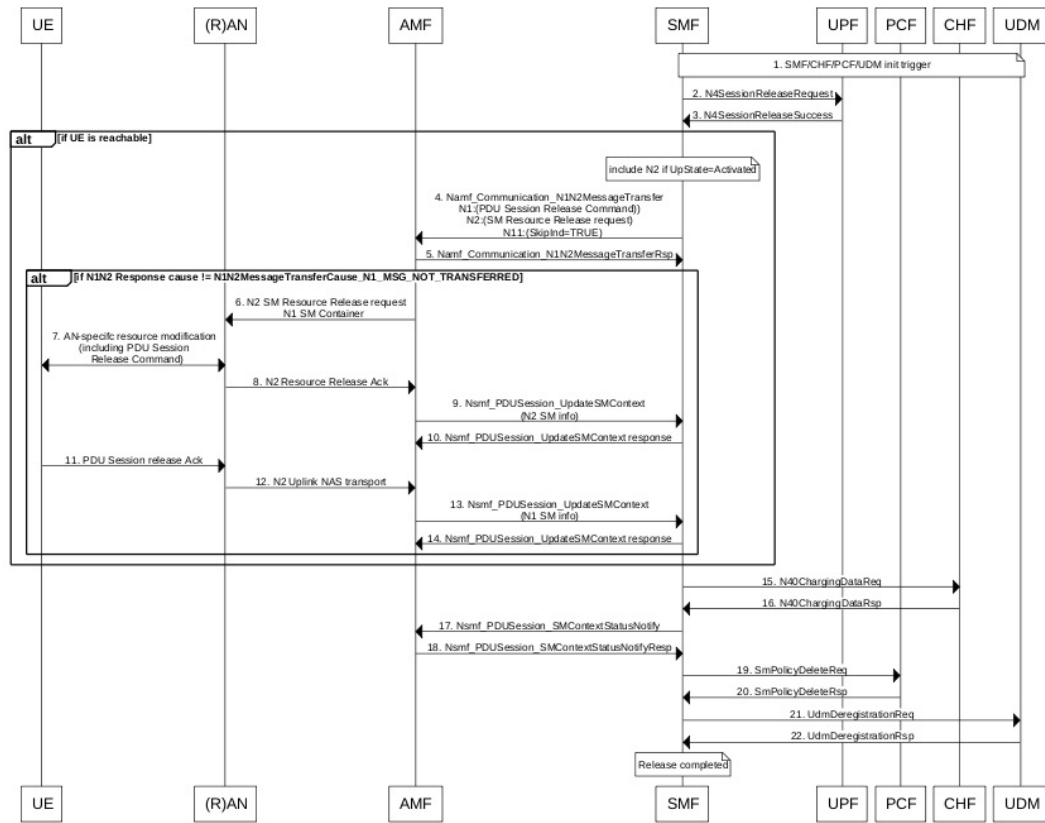 UE (R)AN AMF SMF UPF PCF CHF UDM
1. SMF/CHF/PCF/UDM init trigger
2. N4SessionReleaseRequest
3. N4SessionReleaseSuccess
alt [if UE is reachable]
include N2 if UpState=Activated
4. Namf_Communication_N1N2MessageTransfer
N1:(PDU Session Release Command))
N2:(SM Resource Release request)
N11:(SkipInd=TRUE)
5. Namf_Communication_N1N2MessageTransferRsp
alt [if N1N2 Response cause != N1N2MessageTransferCause_N1_MSG_NOT_TRANSFERRED]
6. N2 SM Resource Release request
N1 SM Container
7. AN-specifc resource modification
(including PDU Session
Release Command)
8. N2 Resource Release Ack
9. Nsmf_PDUSession_UpdateSMContext
(N2 SM info)
10. Nsmf_PDUSession_UpdateSMContext response
11. PDU Session release Ack
12. N2 Uplink NAS transport
13. Nsmf_PDUSession_UpdateSMContext
(N1 SM info)
14. Nsmf_PDUSession_UpdateSMContext response
15. N40ChargingDataReq
16. N40ChargingDataRsp
17. Nsmf_PDUSession_SMContextStatusNotify
18. Nsmf_PDUSession_SMContextStatusNotifyResp
19. SmPolicyDeleteReq
20. SmPolicyDeleteRsp
21. UdmDeregistrationReq
22. UdmDeregistrationRsp
Release completed
UE (R)AN AMF SMF UPF PCF CHF UDM